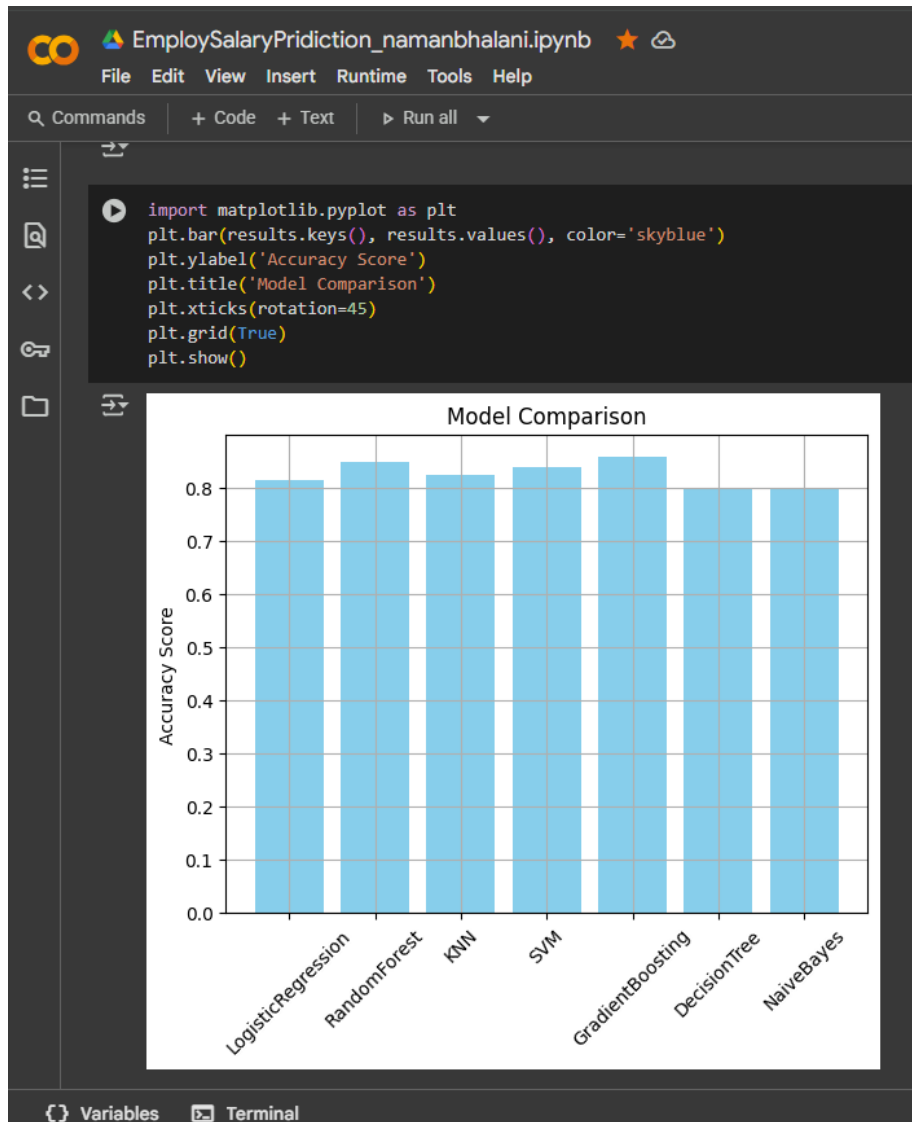 EmploySalaryPridiction_namanbhalani.ipynb
File Edit View Insert Runtime Tools Help
Commands + Code + Text Run all
import matplotlib.pyplot as plt
plt.bar(results.keys(), results.values(), color='skyblue')
plt.ylabel('Accuracy Score')
plt.title('Model Comparison')
plt.xticks(rotation=45)
plt.grid(True)
plt.show()
Model Comparison
0.8
0.7
0.6
0.5
0.4
0.3
0.2
0.1
0.0
Accuracy Score
LogisticRegression
RandomForest
KNN
SVM
GradientBoosting
DecisionTree
NaiveBayes
{} Variables Terminal